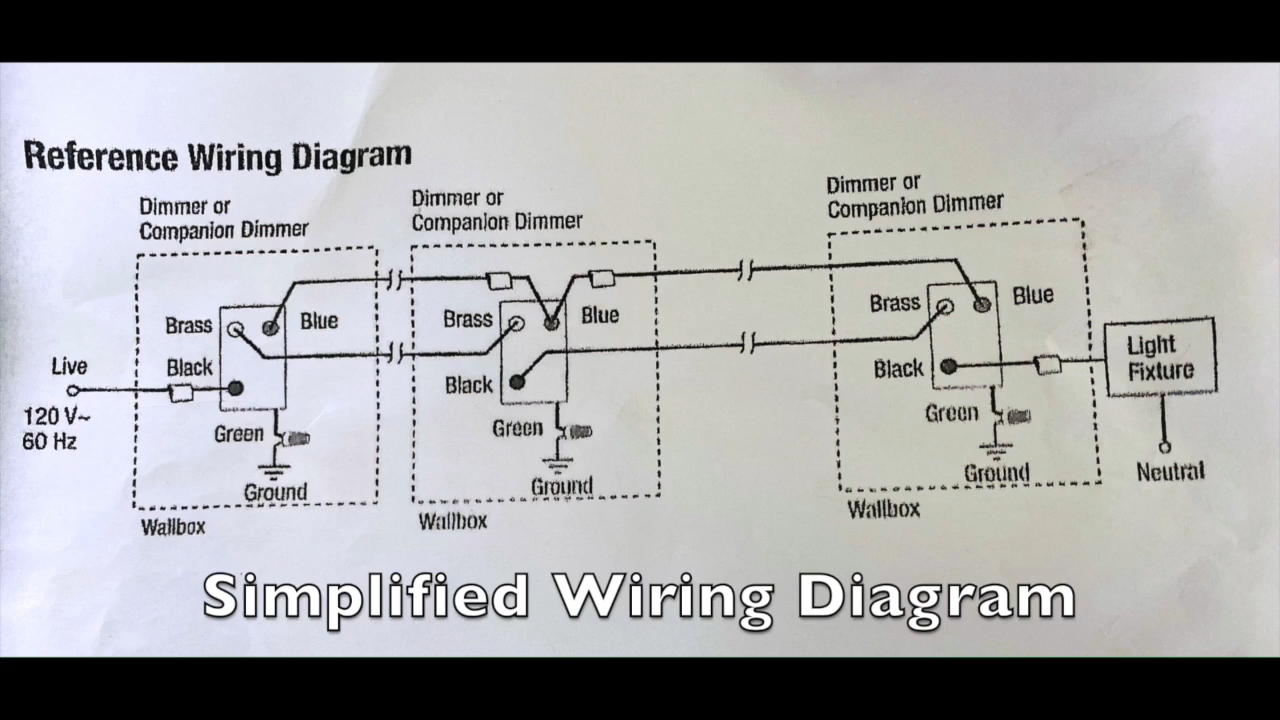 Reference Wiring Diagram
Dimmer or
Companion Dimmer
Dimmer or
Companion Dimmer
Dimmer or
Companion Dimmer
Brass
Blue
Brass
Blue
Brass
Blue
Live
Black
Black
Black
Light
Fixture
120 V~
60 Hz
Green
Green
Green
Ground
Ground
Ground
Neutral
Wallbox
Wallbox
Wallbox
Simplified Wiring Diagram